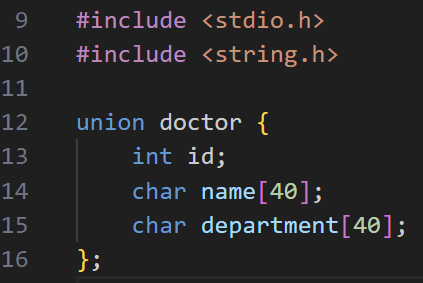 9 #include <stdio.h>
10 #include <string.h>
11
12 union doctor {
13     int id;
14     char name[40];
15     char department[40];
16 };